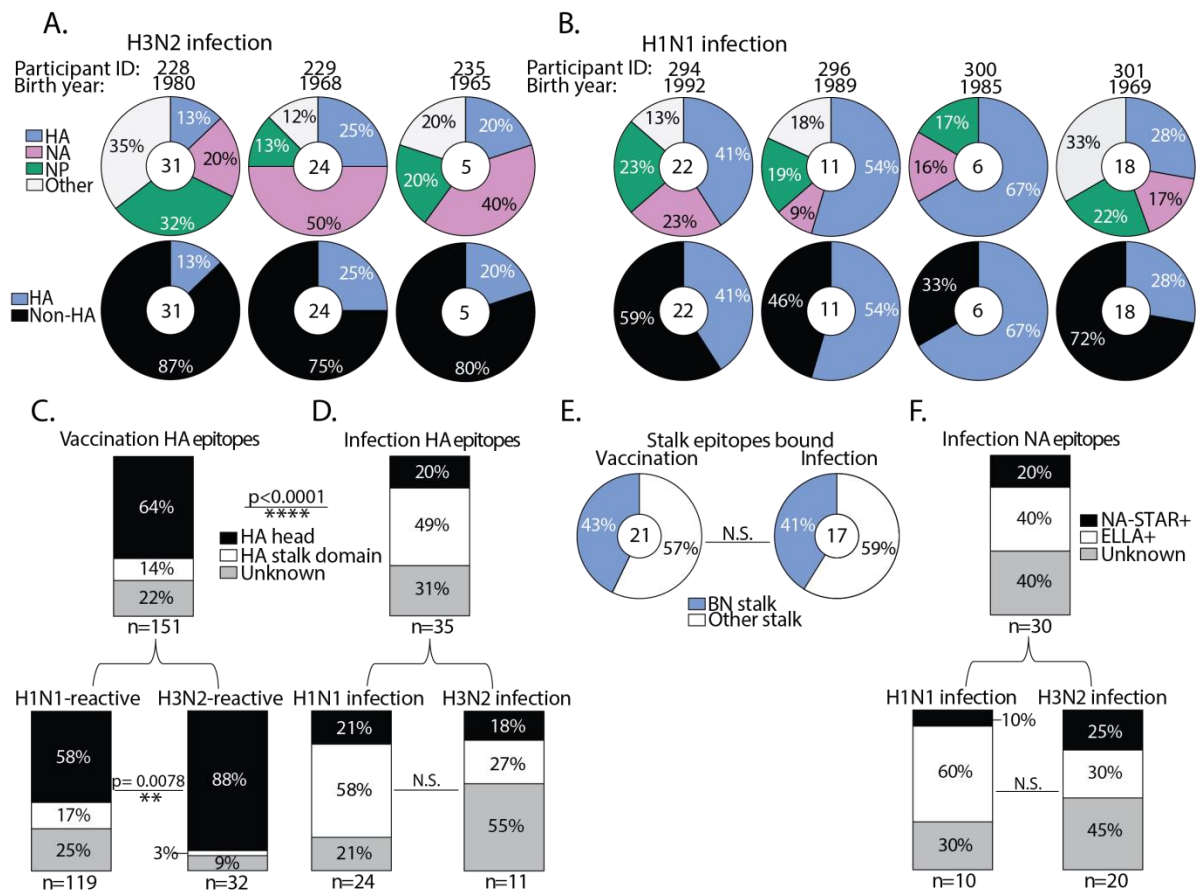 A.
H3N2 infection
Participant ID: 228 229 235
Birth year: 1980 1968 1965
HA
NA
NP
Other
13%
20%
32%
35%
31
25%
50%
13%
12%
24
20%
40%
20%
20%
5
HA
Non-HA
13%
87%
31
25%
75%
24
20%
80%
5
B.
H1N1 infection
Participant ID: 294 296 300 301
Birth year: 1992 1989 1985 1969
41%
23%
23%
13%
22
54%
9%
19%
18%
11
67%
16%
17%
6
28%
17%
22%
33%
18
41%
59%
22
54%
46%
11
67%
33%
6
28%
72%
18
C.
Vaccination HA epitopes
64%
14%
22%
n=151
p<0.0001
****
HA head
HA stalk domain
Unknown
H1N1-reactive
58%
17%
25%
n=119
p= 0.0078
**
H3N2-reactive
88%
3%
9%
n=32
D.
Infection HA epitopes
20%
49%
31%
n=35
H1N1 infection
21%
58%
21%
n=24
N.S.
H3N2 infection
18%
27%
55%
n=11
E.
Stalk epitopes bound
Vaccination
43%
21
57%
N.S.
Infection
41%
17
59%
BN stalk
Other stalk
F.
Infection NA epitopes
20%
40%
40%
n=30
NA-STAR+
ELLA+
Unknown
H1N1 infection
10%
60%
30%
n=10
N.S.
H3N2 infection
25%
30%
45%
n=20